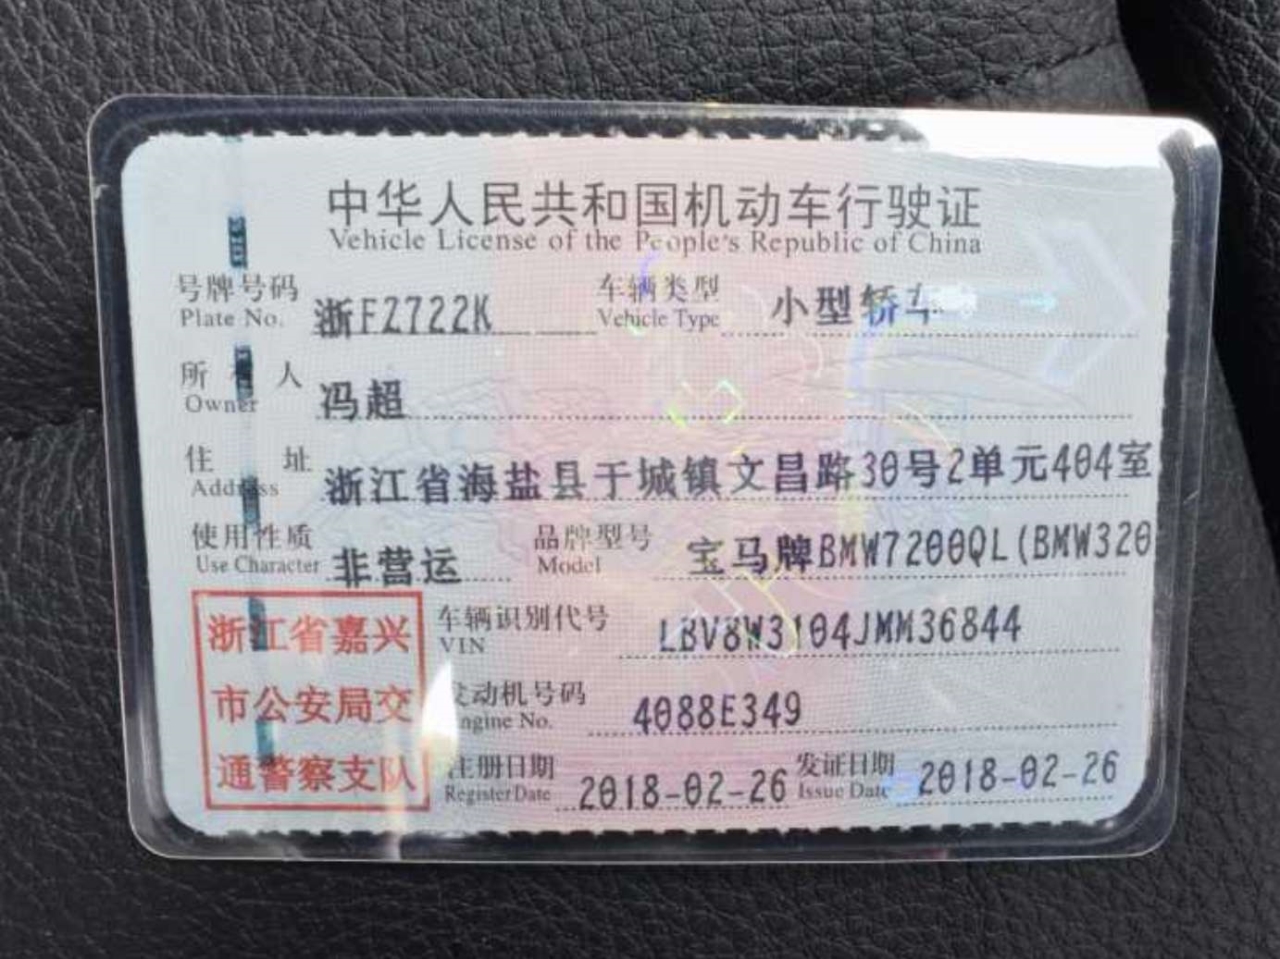 中华人民共和国机动车行驶证
Vehicle License of the People's Republic of China
号牌号码 浙FZ722K 车辆类型 小型轿车
Plate No. Vehicle Type
所有人 冯超
Owner
住址 浙江省海盐县于城镇文昌路30号2单元404室
Address
使用性质 非营运 品牌型号 宝马牌BMW7200QL(BMW320
Use Character Model
浙江省嘉兴
市公安局交
通警察支队
车辆识别代号 LBV8W3104JMM36844
VIN
发动机号码 4088E349
Engine No.
注册日期 2018-02-26 发证日期 2018-02-26
Register Date Issue Date